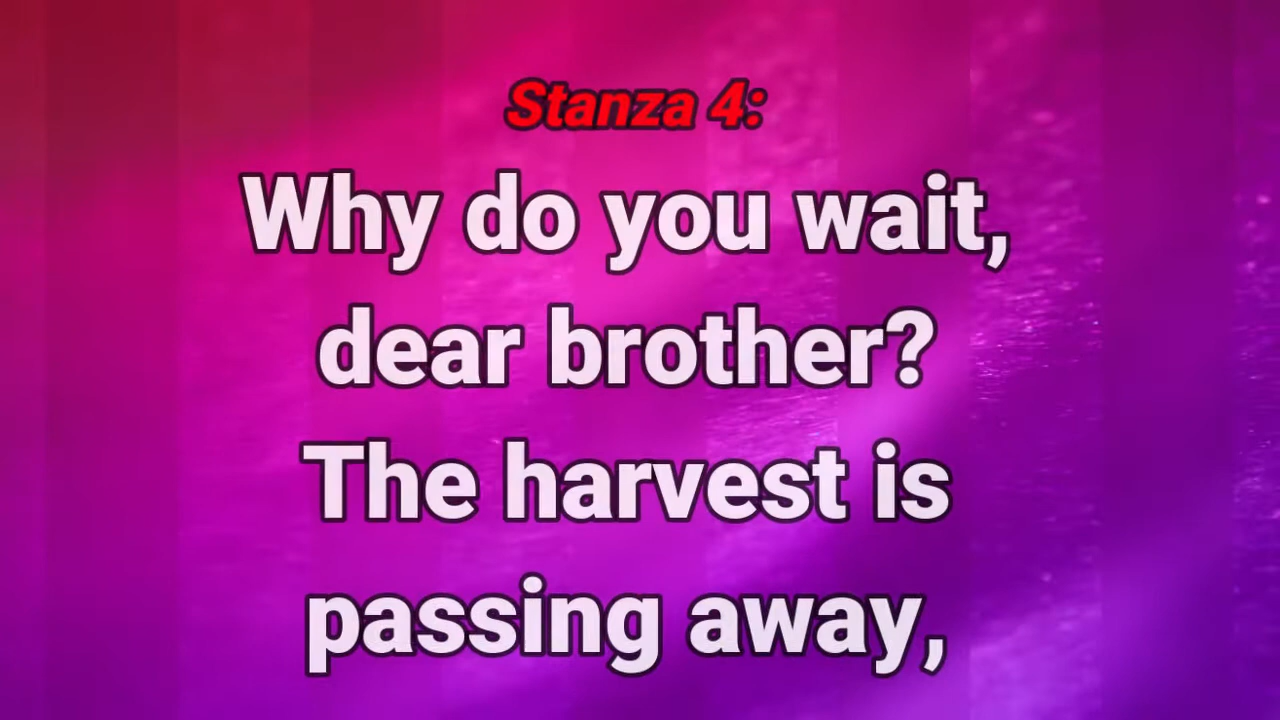 Stanza 4:
Why do you wait,
dear brother?
The harvest is
passing away,